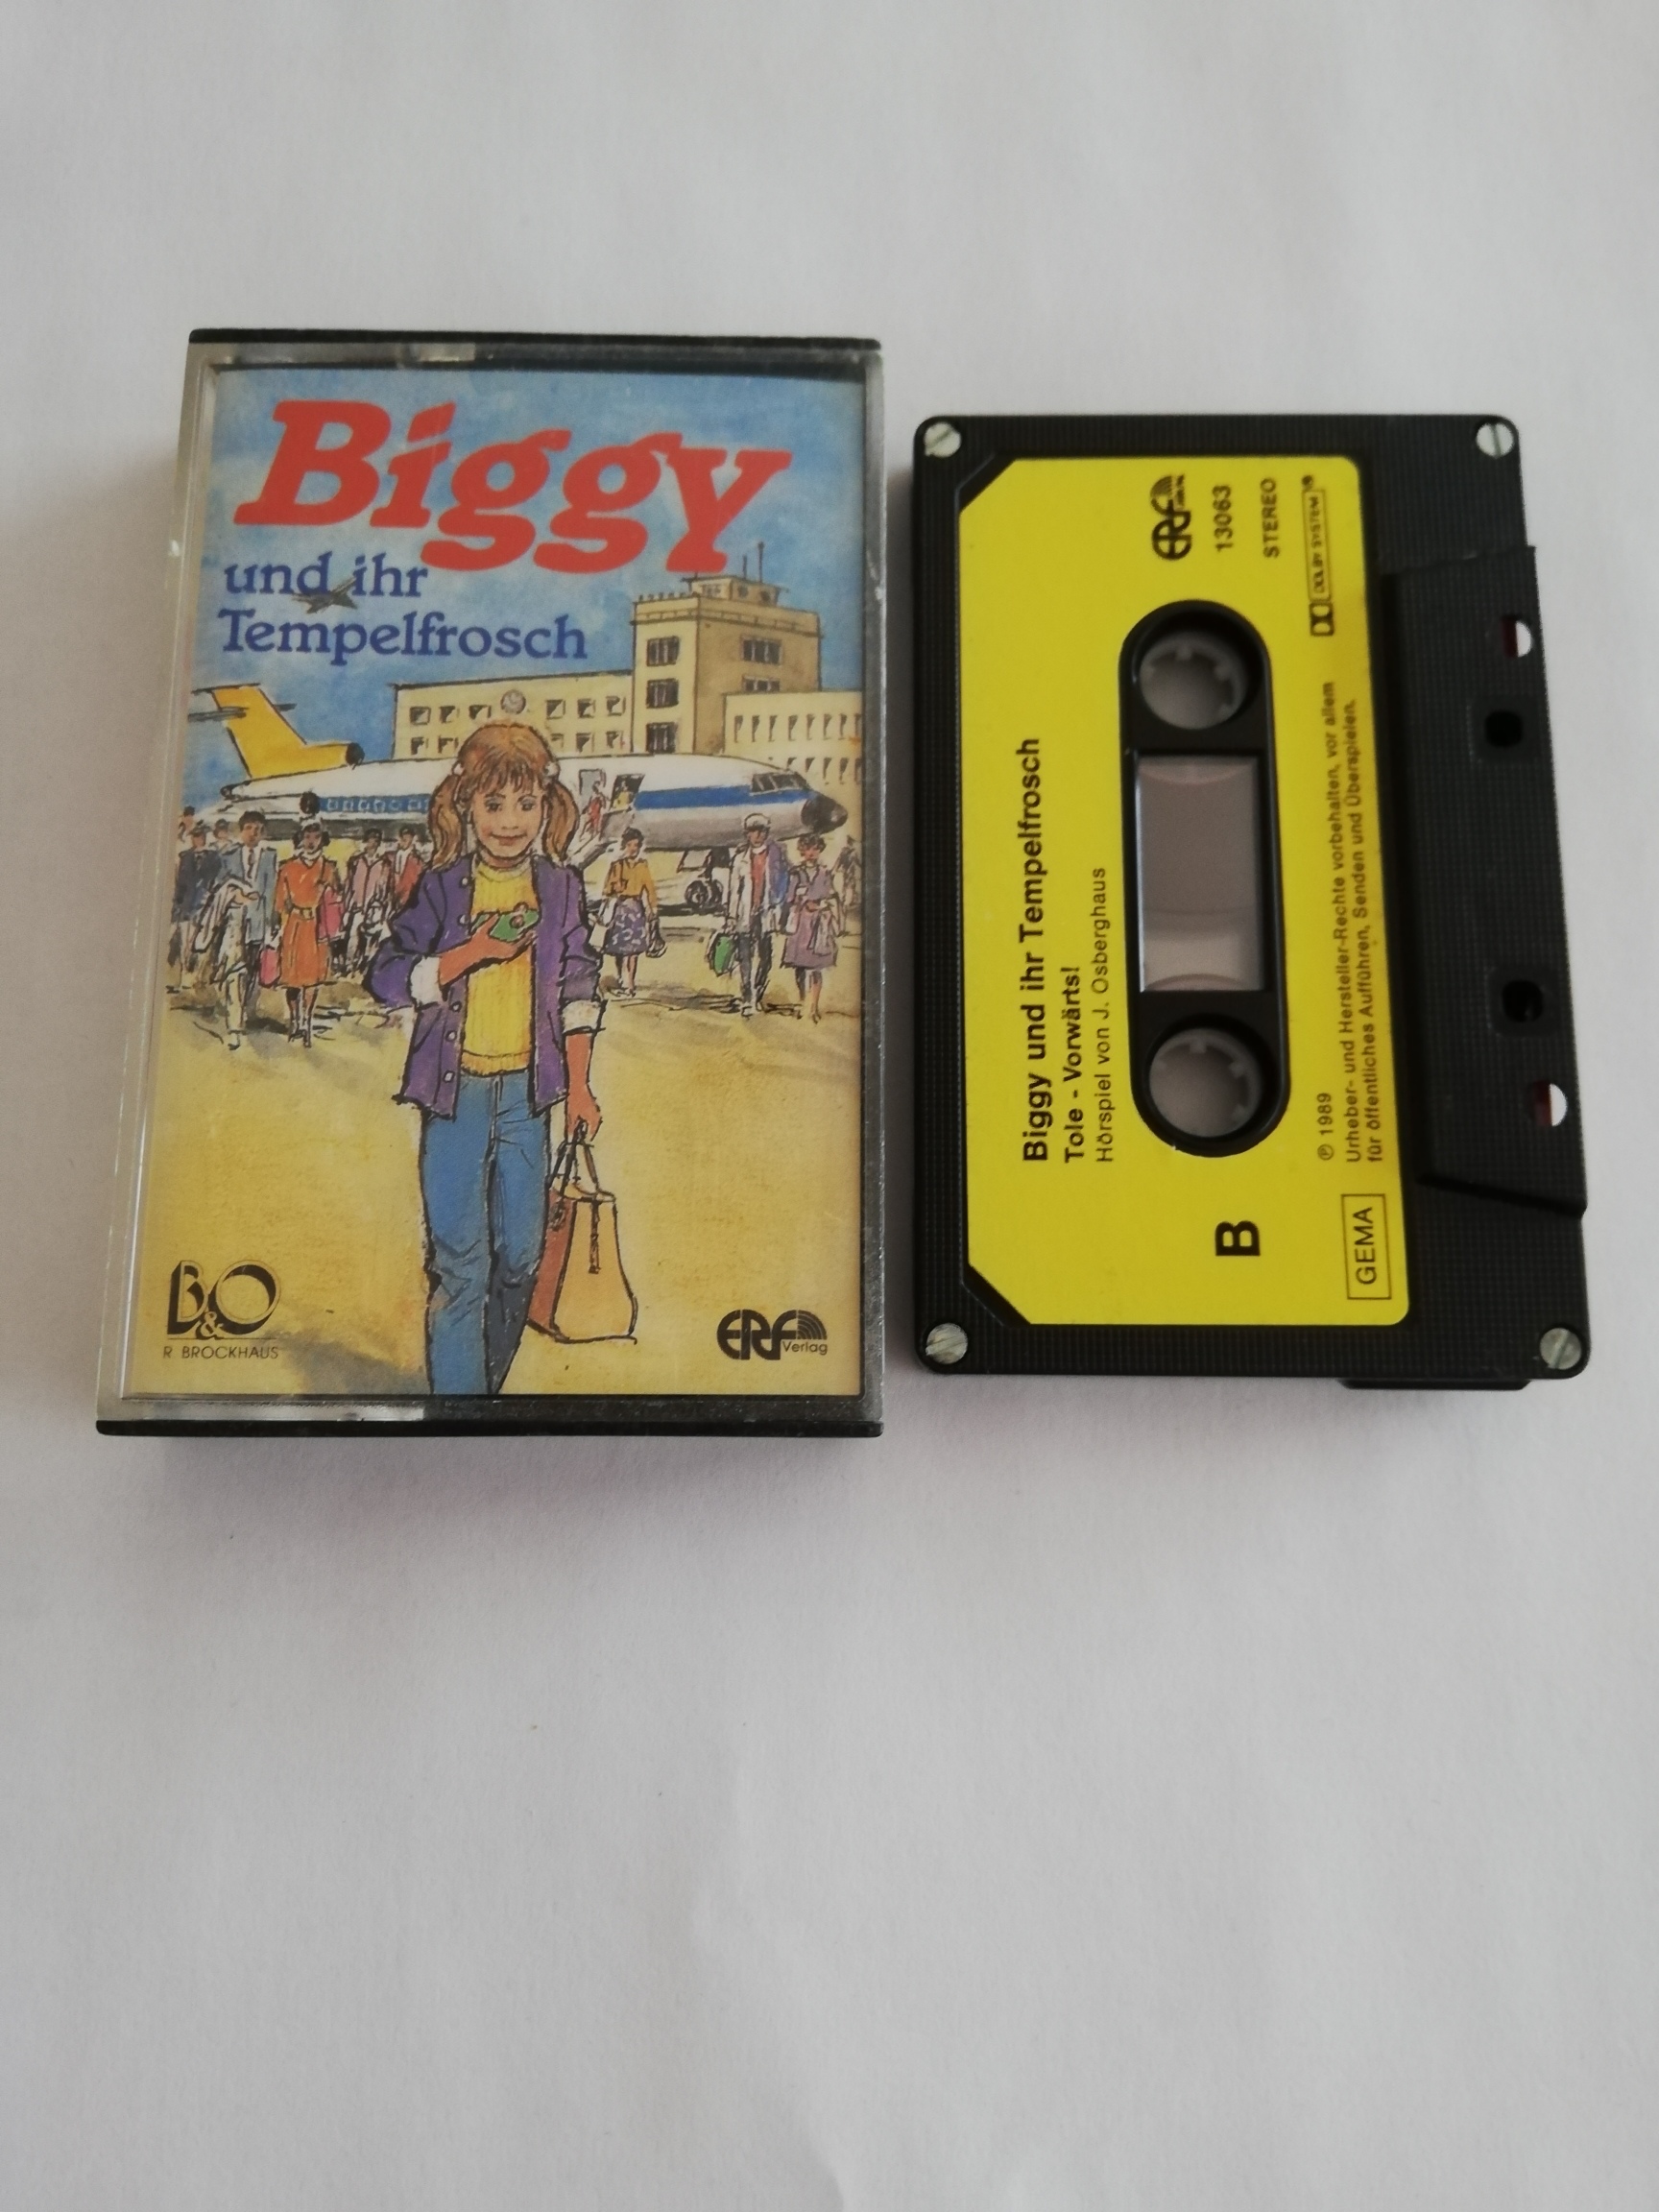 Biggy
und ihr
Tempelfrosch
B&O
R. BROCKHAUS
ERF
Verlag
Biggy und ihr Tempelfrosch
Tole - Vorwärts!
Hörspiel von J. Osberghaus
B
ERF
13063
STEREO
DOLBY SYSTEM
GEMA
℗ 1989
Urheber- und Hersteller-Rechte vorbehalten, vor allem
für öffentliches Aufführen, Senden und Überspielen.